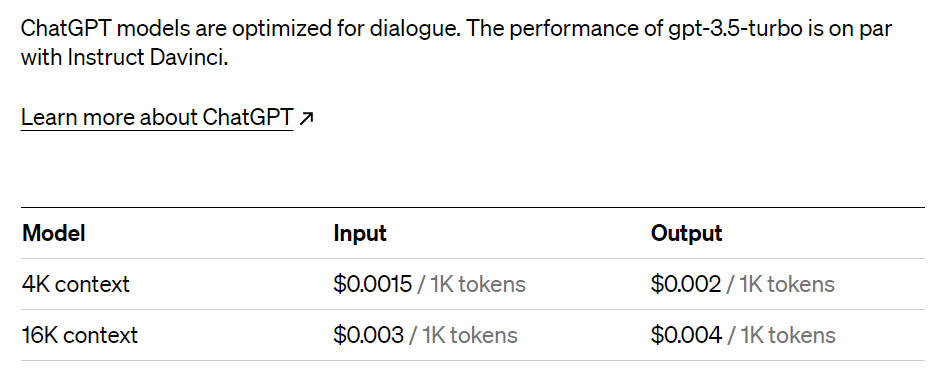 ChatGPT models are optimized for dialogue. The performance of gpt-3.5-turbo is on par
with Instruct Davinci.
Learn more about ChatGPT ↗
Model Input Output
4K context $0.0015 / 1K tokens $0.002 / 1K tokens
16K context $0.003 / 1K tokens $0.004 / 1K tokens